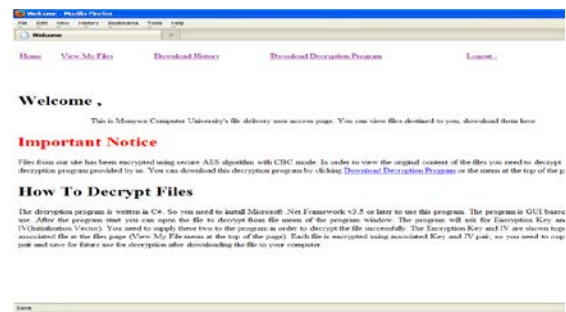 Welcome - Mozilla Firefox
File Edit View History Bookmarks Tools Help
Welcome
Home View My Files Download History Download Decryption Program Logout -
Welcome ,
This is Monywa Computer University's file delivery user access page. You can view files destined to you, download them here.
Important Notice
Files from our site has been encrypted using secure AES algorithm with CBC mode. In order to view the original content of the files you need to decrypt
decryption program provided by us. You can download this decryption program by clicking Download Decryption Program or the menu at the top of the p
How To Decrypt Files
The decryption program is written in C#. So you need to install Microsoft .Net Framework v3.5 or later to use this program. The program is GUI based
use. After the program start you can open the file to decrypt from file menu of the program window. The program will ask for Encryption Key and
IV(Initialization Vector). You need to supply these two to the program in order to decrypt the file successfully. The Encryption Key and IV are shown toge
associated file at the files page (View My File menu at the top of the page). Each file is encrypted using associated Key and IV pair, so you need to copy
pair and save for future use for decryption after downloading the file to your computer.
Done